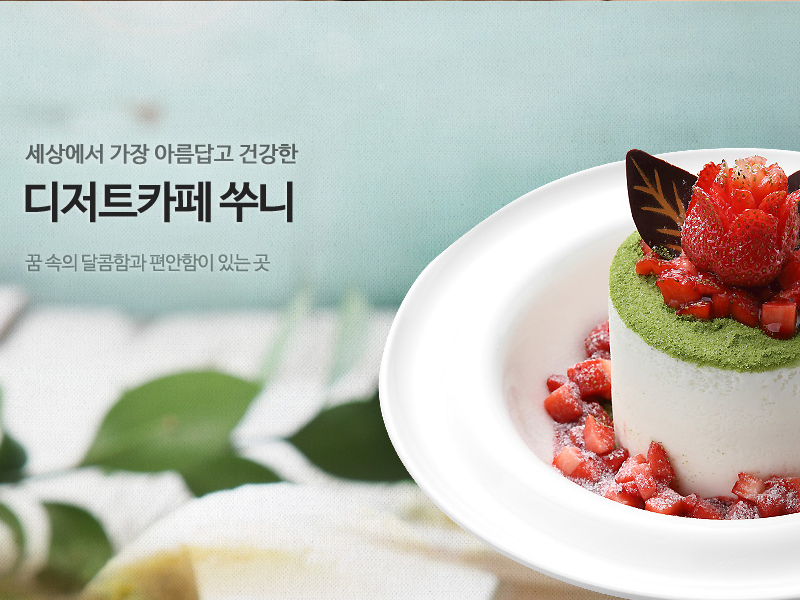 세상에서 가장 아름답고 건강한
디저트카페 쑤니
꿈 속의 달콤함과 편안함이 있는 곳